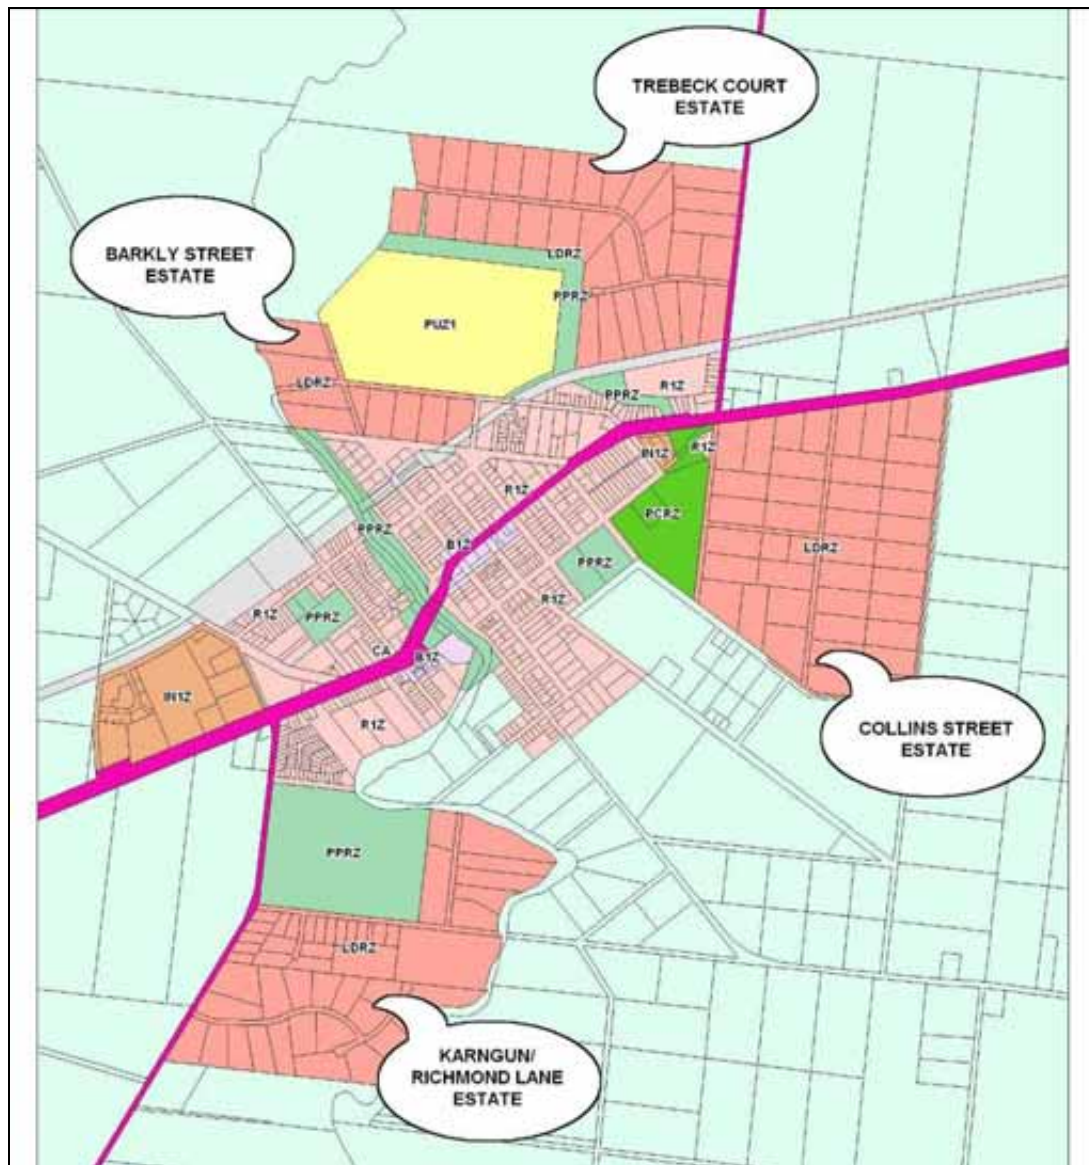 TREBECK COURT
ESTATE
BARKLY STREET
ESTATE
LDRZ
PPRZ
PUZ1
LDRZ
PPRZ
R1Z
IN1Z
R1Z
R1Z
PCRZ
PPRZ
B1Z
LDRZ
PPRZ
R1Z
R1Z
PPRZ
CA
B1Z
IN1Z
R1Z
COLLINS STREET
ESTATE
PPRZ
LDRZ
KARNGUN/
RICHMOND LANE
ESTATE